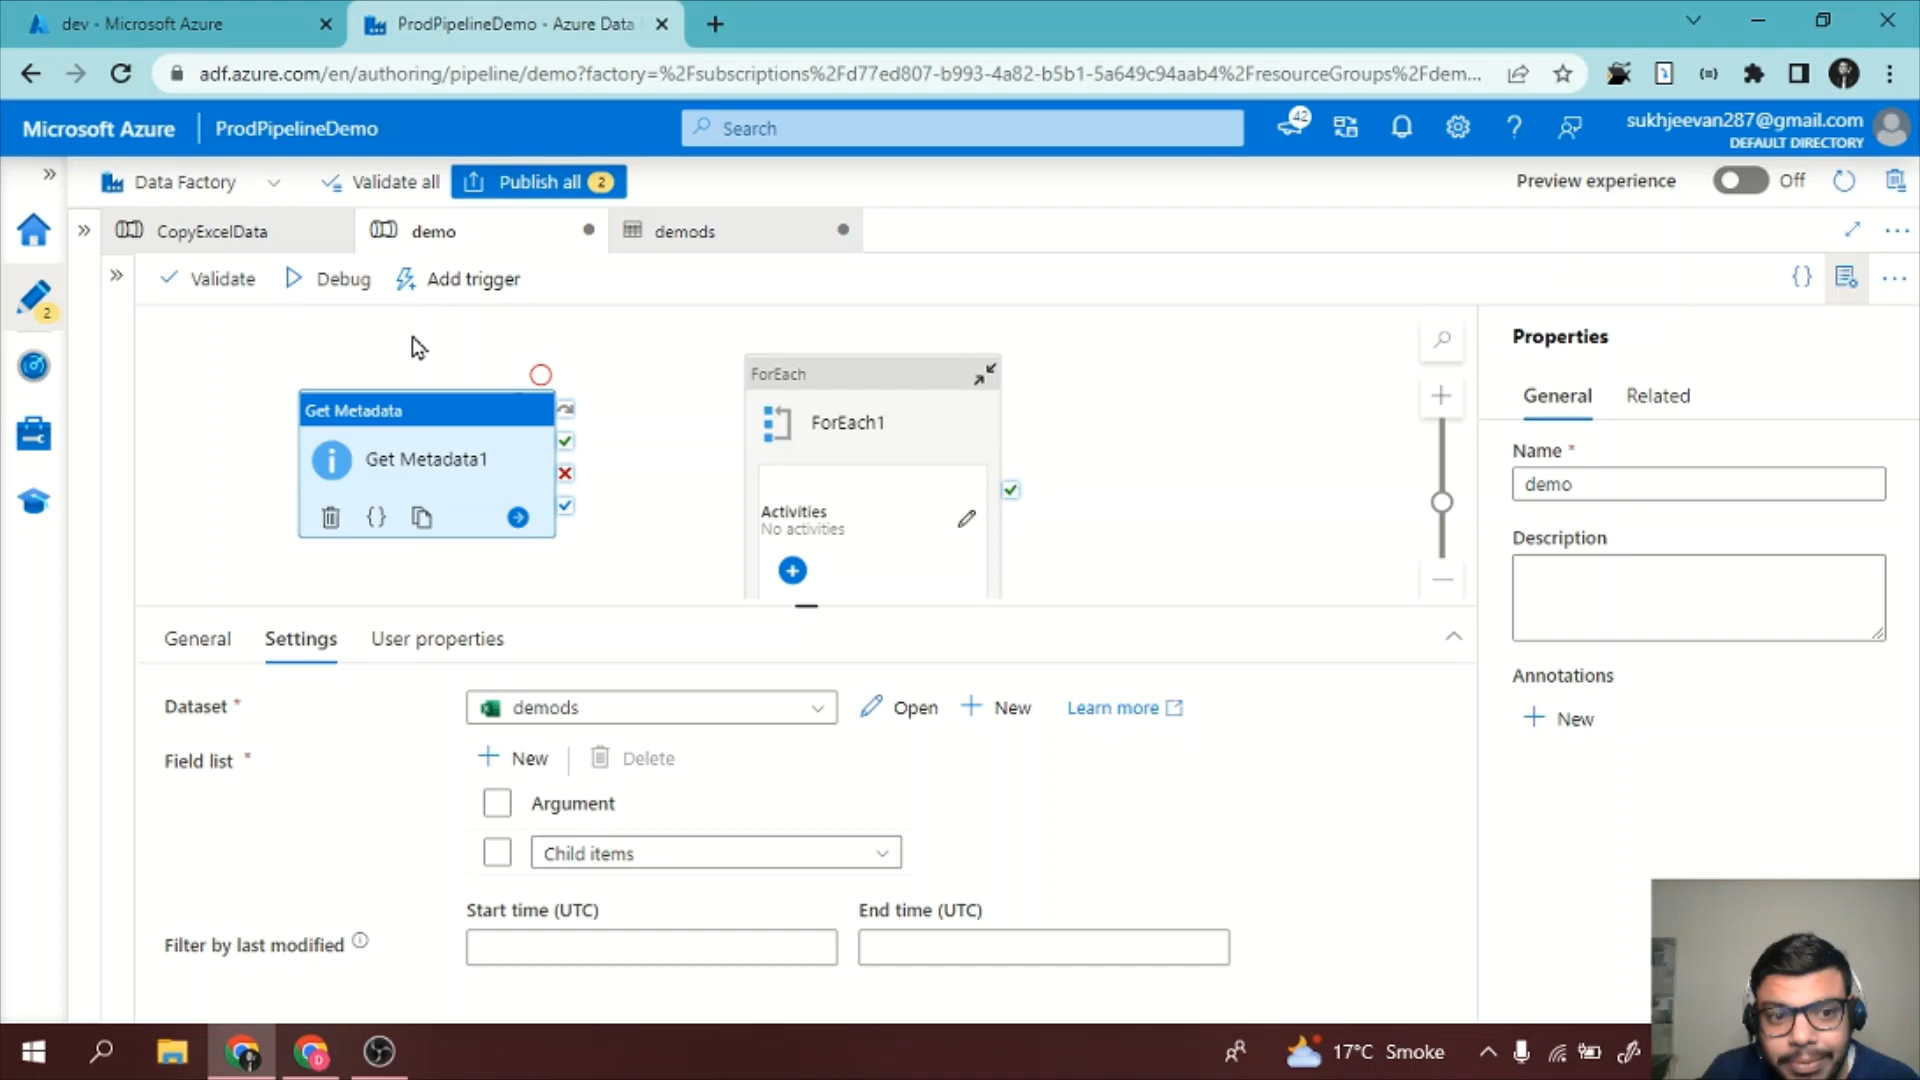 dev - Microsoft Azure
ProdPipelineDemo - Azure Data
adf.azure.com/en/authoring/pipeline/demo?factory=%2Fsubscriptions%2Fd77ed807-b993-4a82-b5b1-5a649c94aab4%2FresourceGroups%2Fdem...
Microsoft Azure
ProdPipelineDemo
Search
42
sukhjeevan287@gmail.com
DEFAULT DIRECTORY
Data Factory
Validate all
Publish all
2
Preview experience
Off
CopyExcelData
demo
demods
Validate
Debug
Add trigger
2
Get Metadata
Get Metadata1
ForEach
ForEach1
Activities
No activities
Properties
General
Related
Name *
demo
Description
Annotations
New
General
Settings
User properties
Dataset *
demods
Open
New
Learn more
Field list *
New
Delete
Argument
Child items
Start time (UTC)
End time (UTC)
Filter by last modified
17°C Smoke